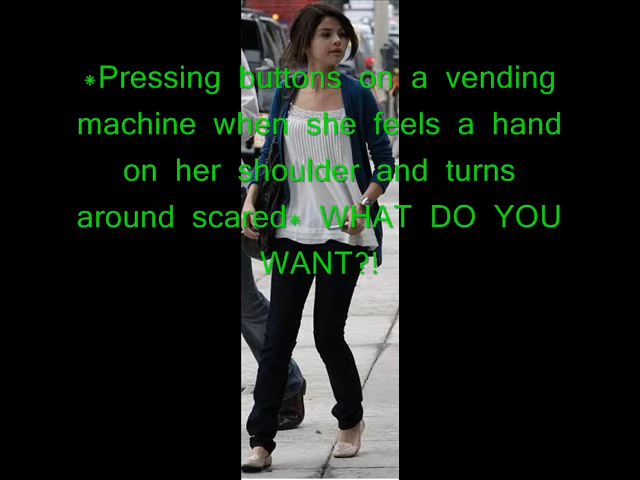 *Pressing buttons on a vending
machine when she feels a hand
on her shoulder and turns
around scared* WHAT DO YOU
WANT?!